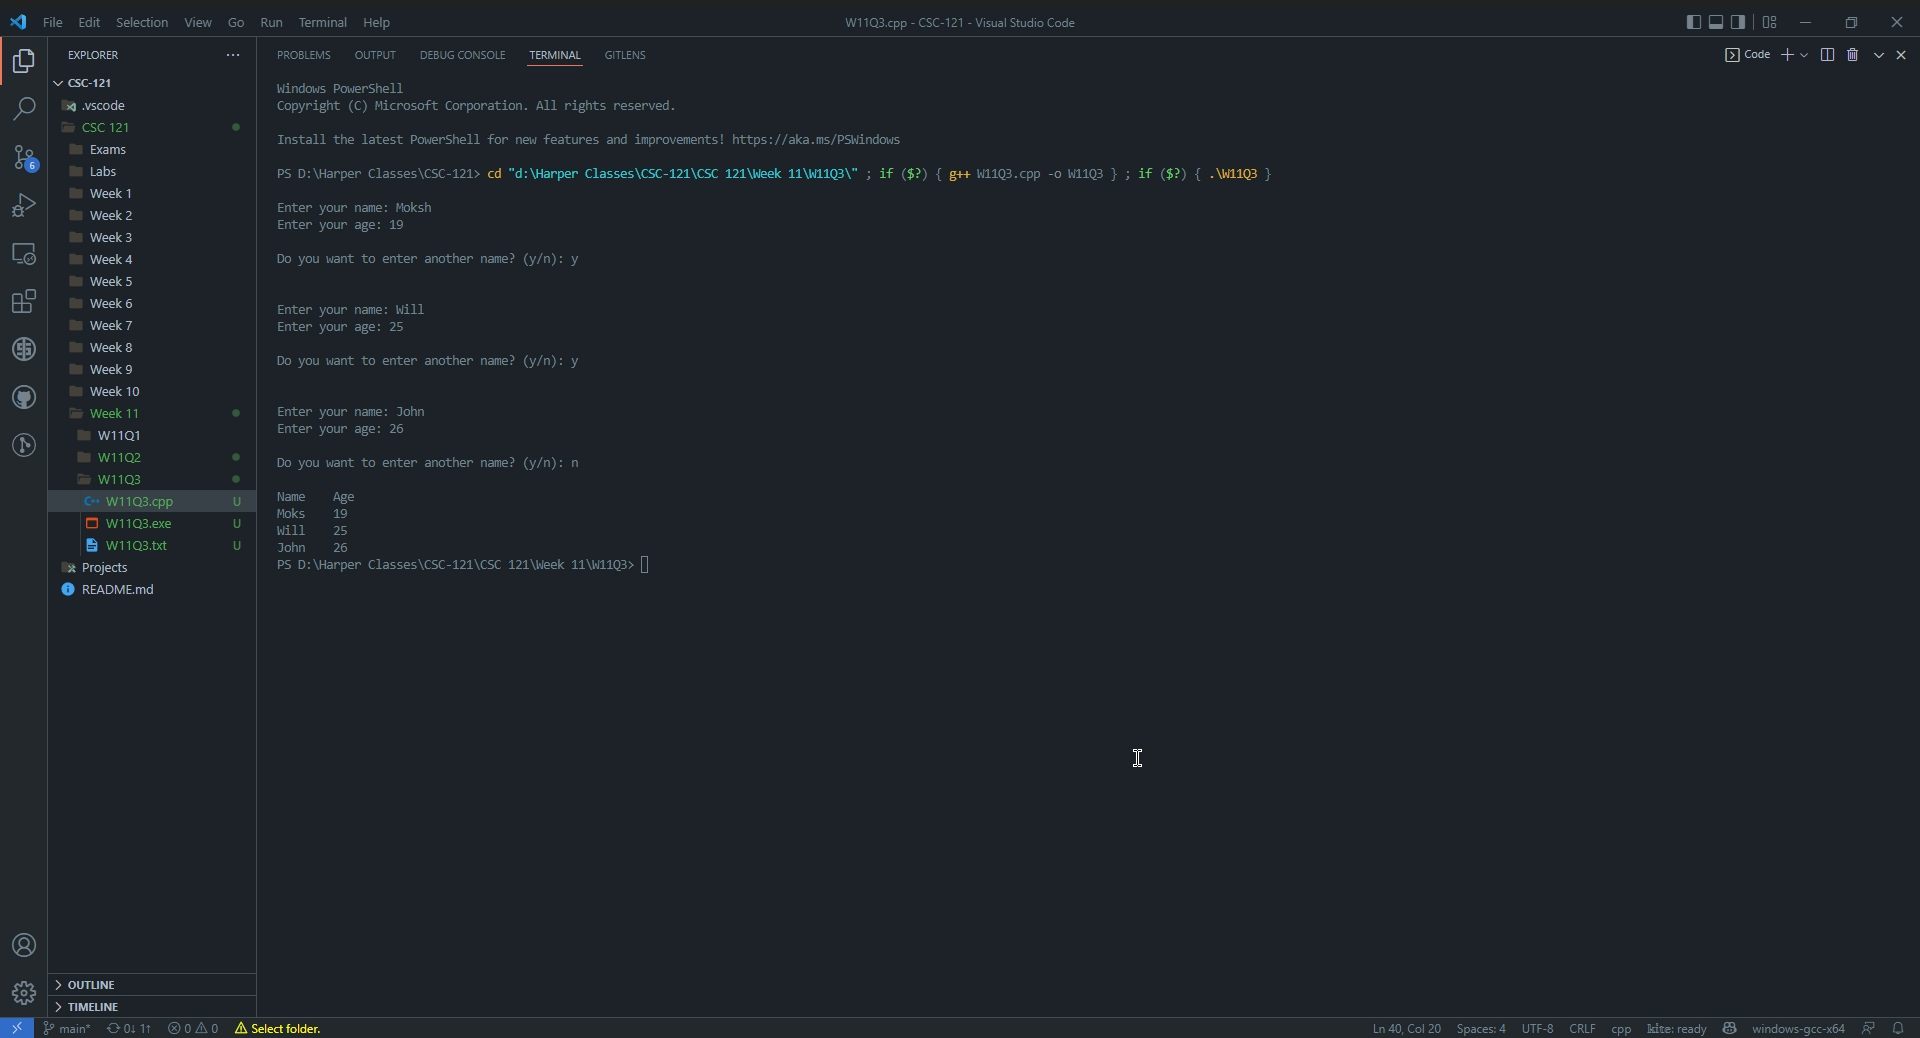 File Edit Selection View Go Run Terminal Help
W11Q3.cpp - CSC-121 - Visual Studio Code
EXPLORER
PROBLEMS OUTPUT DEBUG CONSOLE TERMINAL GITLENS
Code
CSC-121
.vscode
CSC 121
Exams
Labs
Week 1
Week 2
Week 3
Week 4
Week 5
Week 6
Week 7
Week 8
Week 9
Week 10
Week 11
W11Q1
W11Q2
W11Q3
W11Q3.cpp U
W11Q3.exe U
W11Q3.txt U
Projects
README.md
OUTLINE
TIMELINE
6
Windows PowerShell
Copyright (C) Microsoft Corporation. All rights reserved.
Install the latest PowerShell for new features and improvements! https://aka.ms/PSWindows
PS D:\Harper Classes\CSC-121> cd "d:\Harper Classes\CSC-121\CSC 121\Week 11\W11Q3\" ; if ($?) { g++ W11Q3.cpp -o W11Q3 } ; if ($?) { .\W11Q3 }
Enter your name: Moksh
Enter your age: 19
Do you want to enter another name? (y/n): y
Enter your name: Will
Enter your age: 25
Do you want to enter another name? (y/n): y
Enter your name: John
Enter your age: 26
Do you want to enter another name? (y/n): n
Name Age
Moks 19
Will 25
John 26
PS D:\Harper Classes\CSC-121\CSC 121\Week 11\W11Q3>
main* 0↓ 1↑ 0 0 Select folder.
Ln 40, Col 20 Spaces: 4 UTF-8 CRLF cpp kite: ready windows-gcc-x64